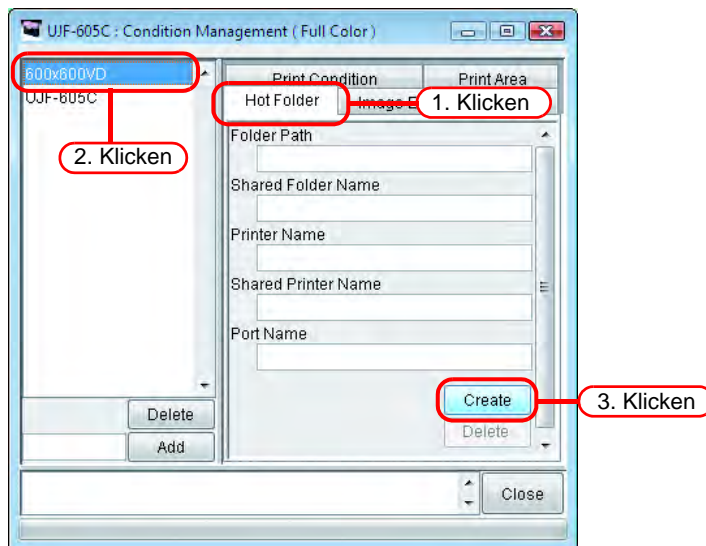 UJF-605C : Condition Management ( Full Color )
600x600VD
UJF-605C
2. Klicken
Print Condition
Print Area
Hot Folder
Image E
1. Klicken
Folder Path
Shared Folder Name
Printer Name
Shared Printer Name
Port Name
Create
3. Klicken
Delete
Delete
Add
Close